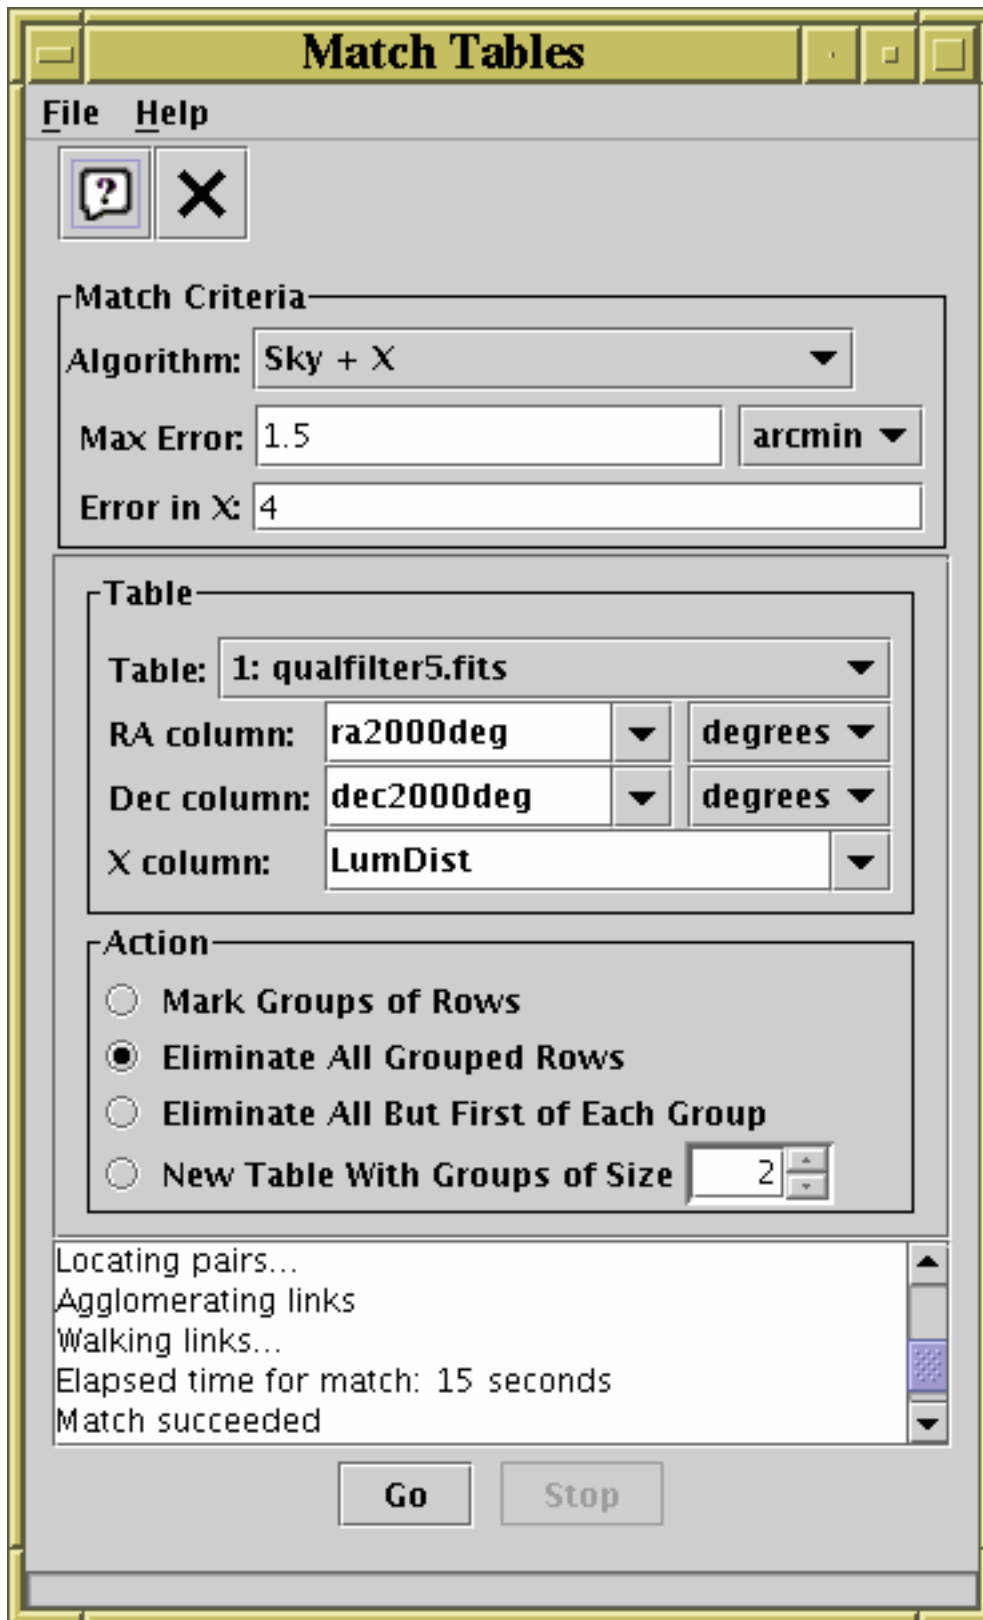 Match Tables
File Help
?
Match Criteria
Algorithm: Sky + X
Max Error: 1.5 arcmin
Error in X: 4
Table
Table: 1: qualfilter5.fits
RA column: ra2000deg degrees
Dec column: dec2000deg degrees
X column: LumDist
Action
Mark Groups of Rows
Eliminate All Grouped Rows
Eliminate All But First of Each Group
New Table With Groups of Size 2
Locating pairs...
Agglomerating links
Walking links...
Elapsed time for match: 15 seconds
Match succeeded
Go Stop